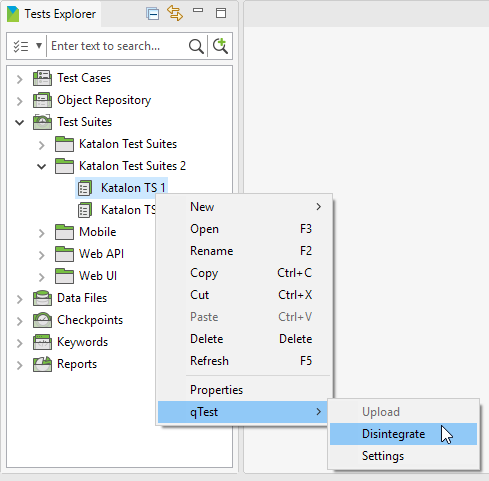 Tests Explorer
Enter text to search...
Test Cases
Object Repository
Test Suites
Katalon Test Suites
Katalon Test Suites 2
Katalon TS 1
Katalon TS
Mobile
Web API
Web UI
Data Files
Checkpoints
Keywords
Reports
New
Open F3
Rename F2
Copy Ctrl+C
Cut Ctrl+X
Paste Ctrl+V
Delete Delete
Refresh F5
Properties
qTest
Upload
Disintegrate
Settings